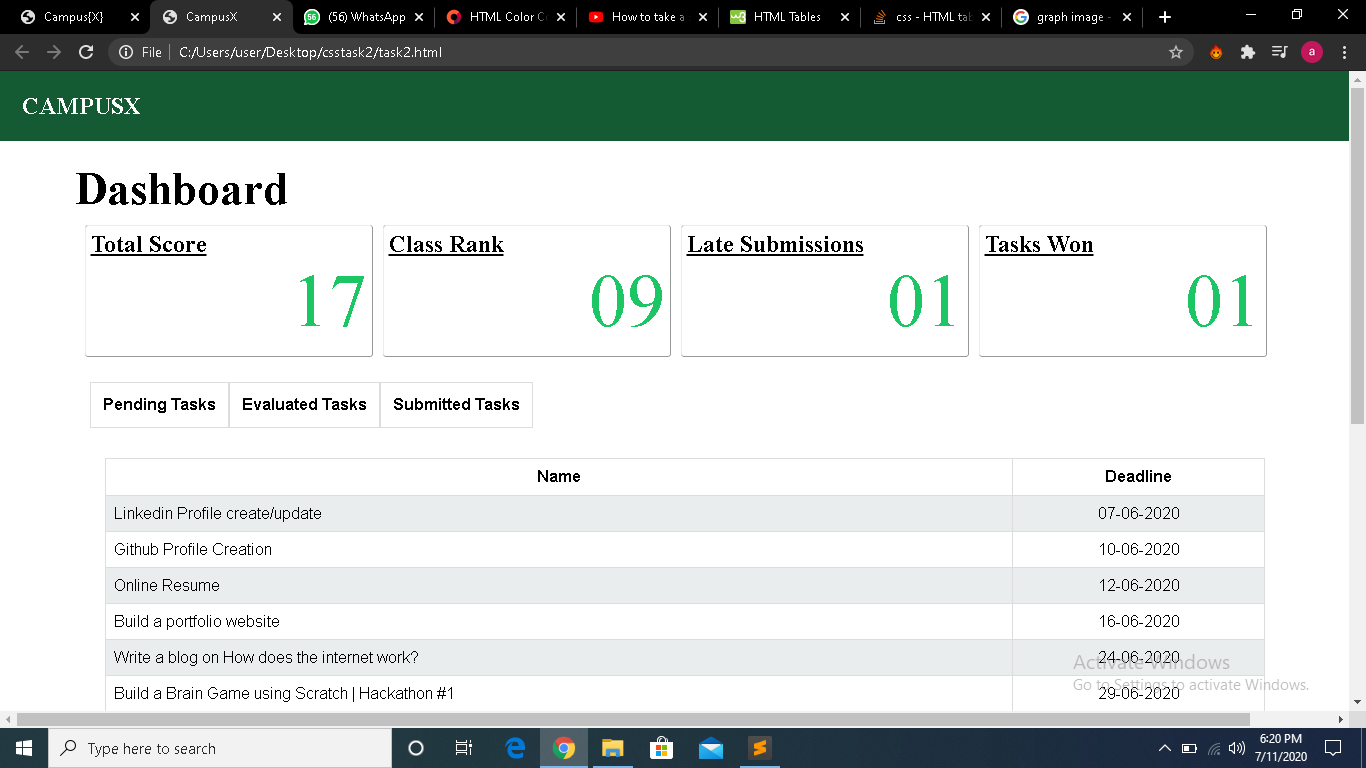 Campus{X}
CampusX
56
(56) WhatsApp
HTML Color C
How to take a
HTML Tables
css - HTML tab
graph image -
File
C:/Users/user/Desktop/csstask2/task2.html
a
CAMPUSX
Dashboard
Total Score
17
Class Rank
09
Late Submissions
01
Tasks Won
01
Pending Tasks
Evaluated Tasks
Submitted Tasks
Name Deadline
Linkedin Profile create/update 07-06-2020
Github Profile Creation 10-06-2020
Online Resume 12-06-2020
Build a portfolio website 16-06-2020
Write a blog on How does the internet work? 24-06-2020
Build a Brain Game using Scratch | Hackathon #1 29-06-2020
Activate Windows
Go to Settings to activate Windows.
Type here to search
6:20 PM
7/11/2020